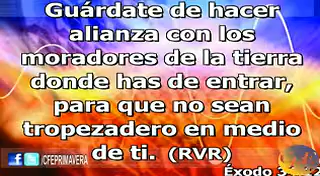 Guárdate de hacer
alianza con los
moradores de la tierra
donde has de entrar,
para que no sean
tropezadero en medio
de ti. (RVR)
/CFEPRIMAVERA
Éxodo